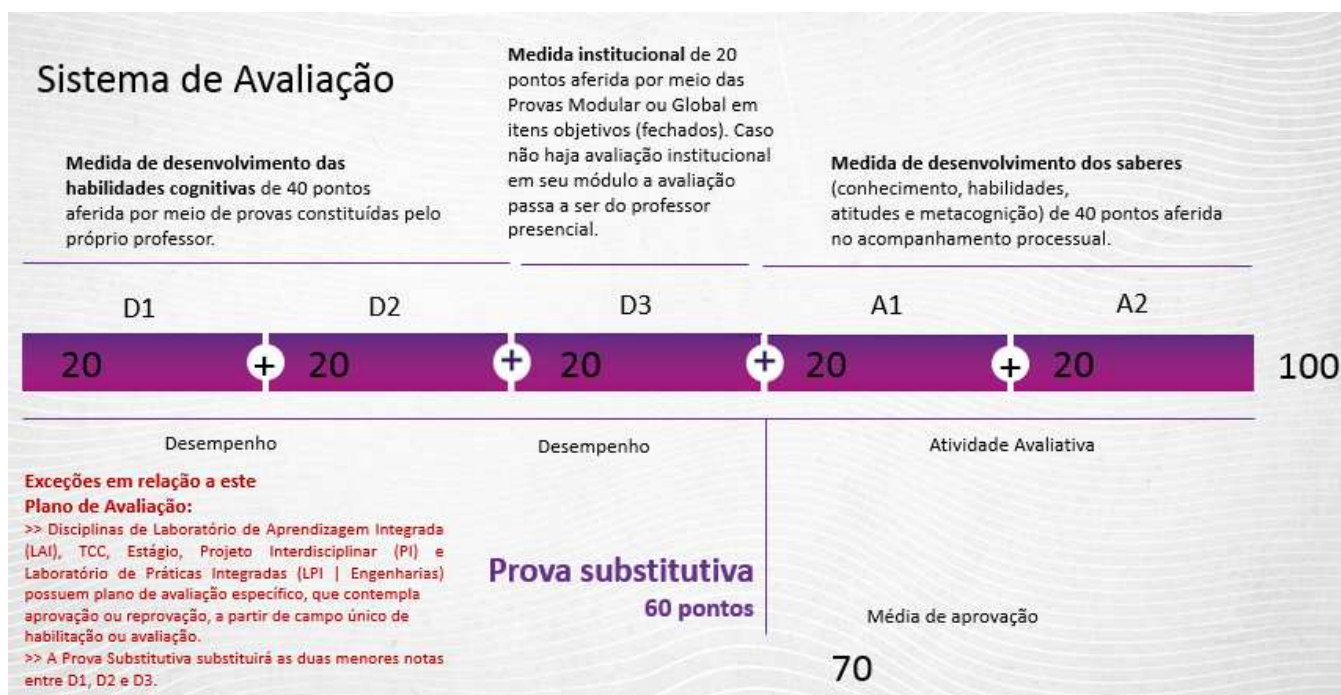 Sistema de Avaliação
Medida de desenvolvimento das
habilidades cognitivas de 40 pontos
aferida por meio de provas constituídas pelo
próprio professor.
Medida institucional de 20
pontos aferida por meio das
Provas Modular ou Global em
itens objetivos (fechados). Caso
não haja avaliação institucional
em seu módulo a avaliação
passa a ser do professor
presencial.
Medida de desenvolvimento dos saberes
(conhecimento, habilidades,
atitudes e metacognição) de 40 pontos aferida
no acompanhamento processual.
D1 D2 D3 A1 A2
20 + 20 + 20 + 20 + 20 100
Desempenho Desempenho Atividade Avaliativa
Exceções em relação a este
Plano de Avaliação:
>> Disciplinas de Laboratório de Aprendizagem Integrada
(LAI), TCC, Estágio, Projeto Interdisciplinar (PI) e
Laboratório de Práticas Integradas (LPI | Engenharias)
possuem plano de avaliação específico, que contempla
aprovação ou reprovação, a partir de campo único de
habilitação ou avaliação.
>> A Prova Substitutiva substituirá as duas menores notas
entre D1, D2 e D3.
Prova substitutiva
60 pontos
Média de aprovação
70